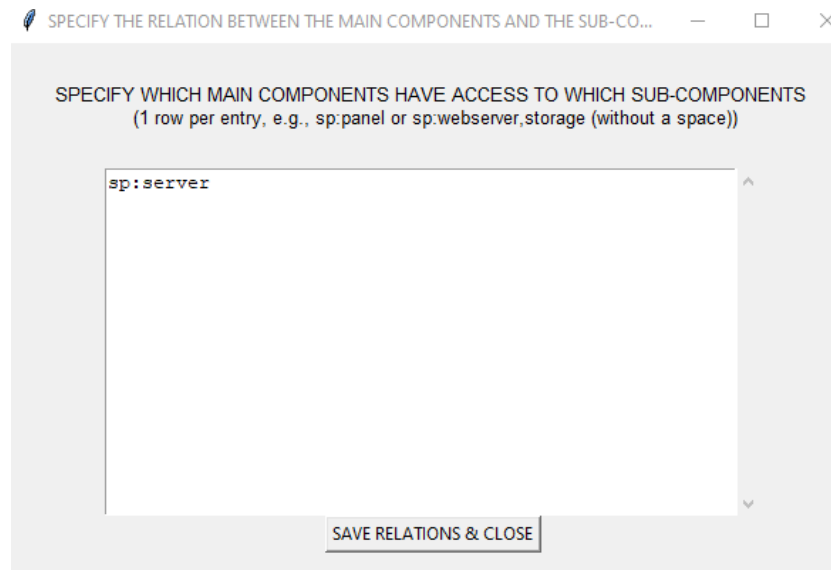 SPECIFY THE RELATION BETWEEN THE MAIN COMPONENTS AND THE SUB-CO...
SPECIFY WHICH MAIN COMPONENTS HAVE ACCESS TO WHICH SUB-COMPONENTS
(1 row per entry, e.g., sp:panel or sp:webserver,storage (without a space))
sp:server
SAVE RELATIONS & CLOSE